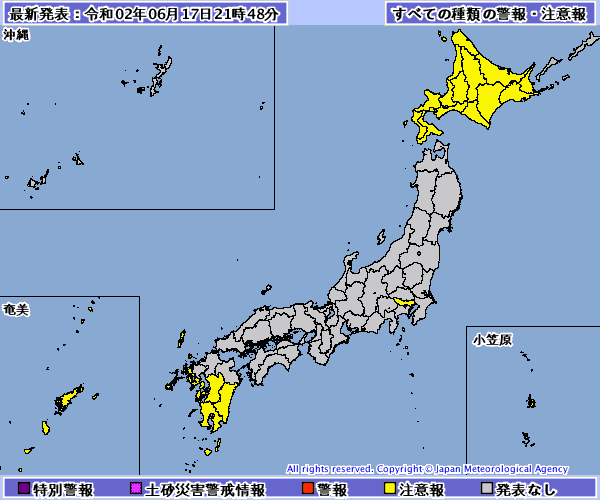 最新発表：令和02年06月17日21時48分
すべての種類の警報・注意報
沖縄
奄美
小笠原
All rights reserved. Copyright © Japan Meteorological Agency
特別警報 土砂災害警戒情報 警報 注意報 発表なし